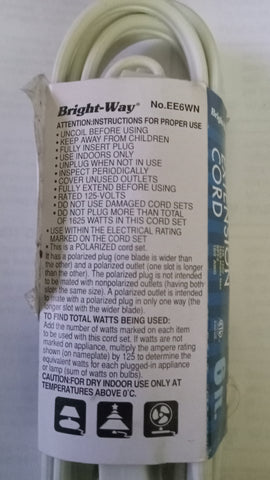 Bright-Way® No.EE6WN
ATTENTION:INSTRUCTIONS FOR PROPER USE
• UNCOIL BEFORE USING
• KEEP AWAY FROM CHILDREN
• FULLY INSERT PLUG
• USE INDOORS ONLY
• UNPLUG WHEN NOT IN USE
• INSPECT PERIODICALLY
• COVER UNUSED OUTLETS
• FULLY EXTEND BEFORE USING
• RATED 125-VOLTS
• DO NOT USE DAMAGED CORD SETS
• DO NOT PLUG MORE THAN TOTAL
OF 1625 WATTS IN THIS CORD SET
• USE WITHIN THE ELECTRICAL RATING
MARKED ON THE CORD SET
• This is a POLARIZED cord set.
It has a polarized plug (one blade is wider than
the other) and a polarized outlet (one slot is longer
than the other). The polarized plug is not intended
to be mated with nonpolarized outlets (having both
slots the same size). A polarized outlet is intended
to mate with a polarized plug in only one way (the
longer slot with the wider blade).
TO FIND TOTAL WATTS BEING USED:
Add the number of watts marked on each item
to be used with this cord set. If watts are not
marked on appliance, multiply the ampere rating
shown (on nameplate) by 125 to determine the
equivalent watts for each plugged-in appliance
or lamp (sum of watts on bulbs).
CAUTION:FOR DRY INDOOR USE ONLY AT
TEMPERATURES ABOVE 0°C.
Bright-
TENSION
CORD